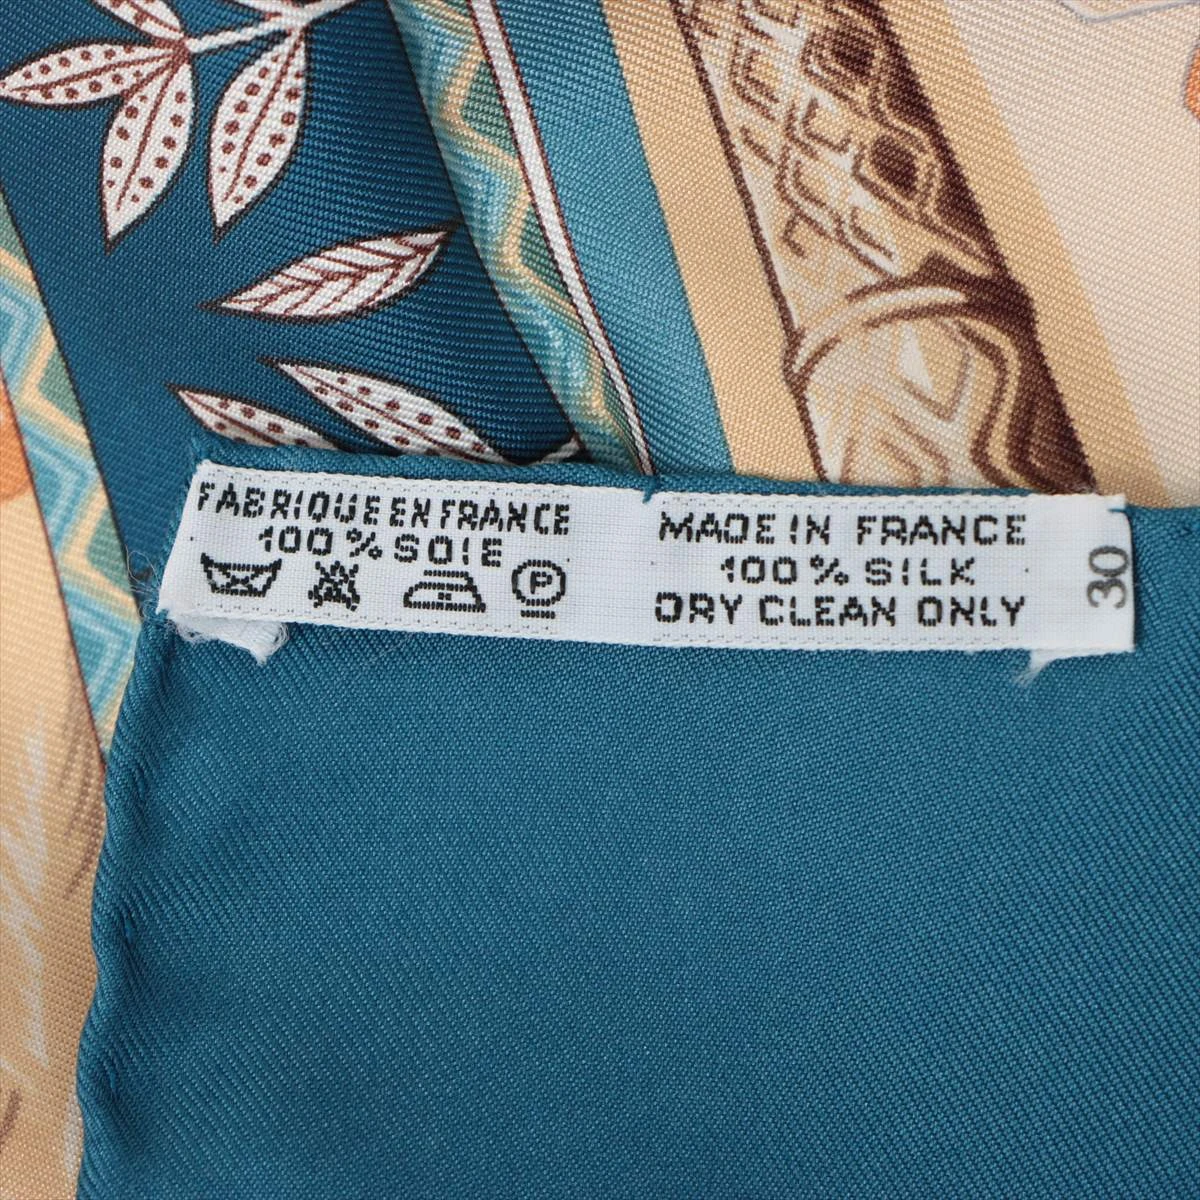 FABRIQUE EN FRANCE
100 % SOIE
P
MADE IN FRANCE
100 % SILK
DRY CLEAN ONLY
30